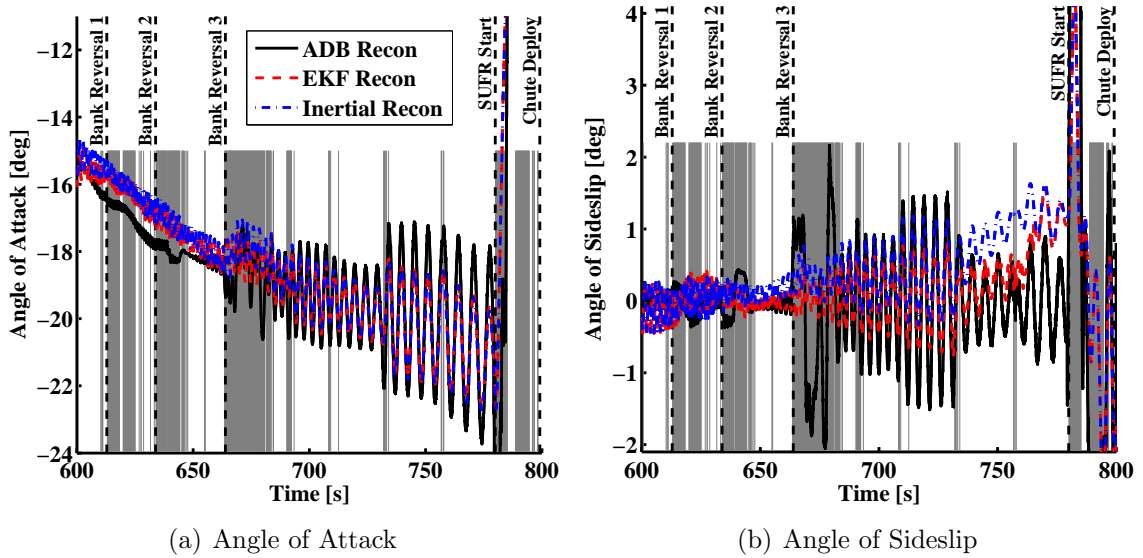 Bank Reversal 1
Bank Reversal 2
Bank Reversal 3
SUFR Start
Chute Deploy
ADB Recon
EKF Recon
Inertial Recon
Angle of Attack [deg]
−12
−14
−16
−18
−20
−22
−24
600
650
700
750
800
Time [s]
(a) Angle of Attack
Bank Reversal 1
Bank Reversal 2
Bank Reversal 3
SUFR Start
Chute Deploy
Angle of Sideslip [deg]
4
3
2
1
0
−1
−2
600
650
700
750
800
Time [s]
(b) Angle of Sideslip